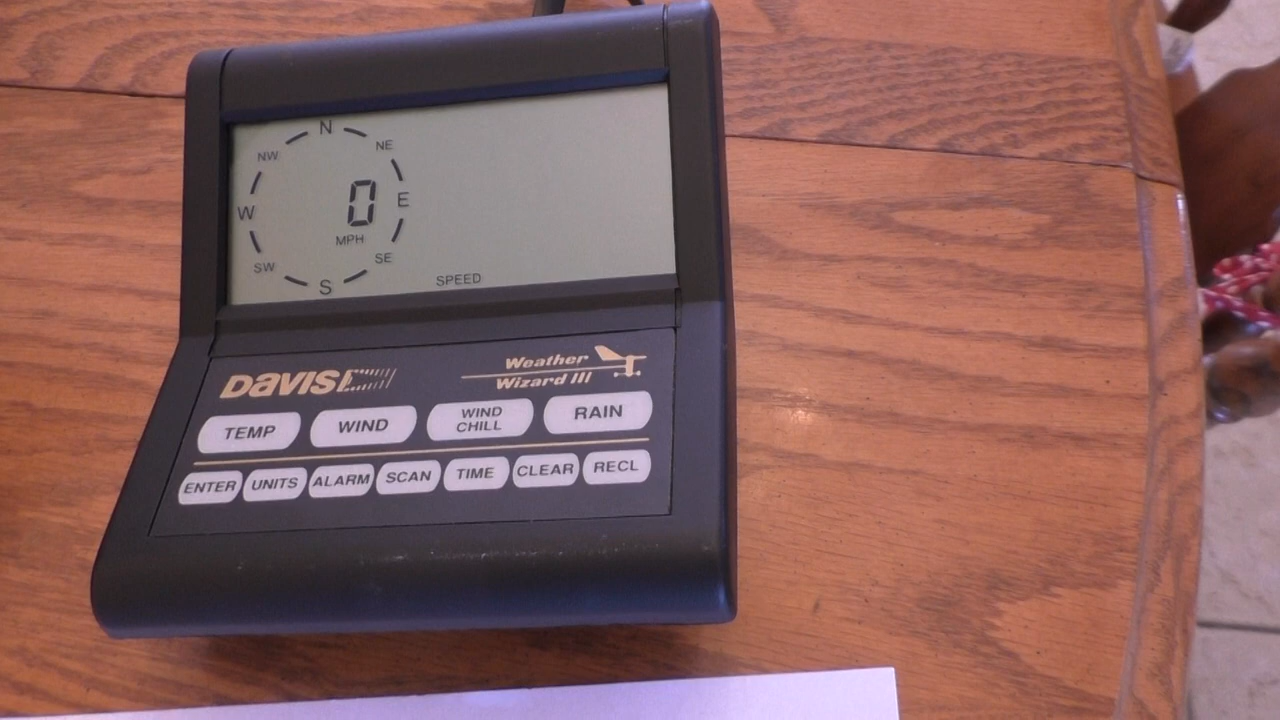 N
NW NE
0
W E
MPH
SW SE
S
SPEED
DAVIS
Weather
Wizard III
TEMP WIND WIND CHILL RAIN
ENTER UNITS ALARM SCAN TIME CLEAR RECL